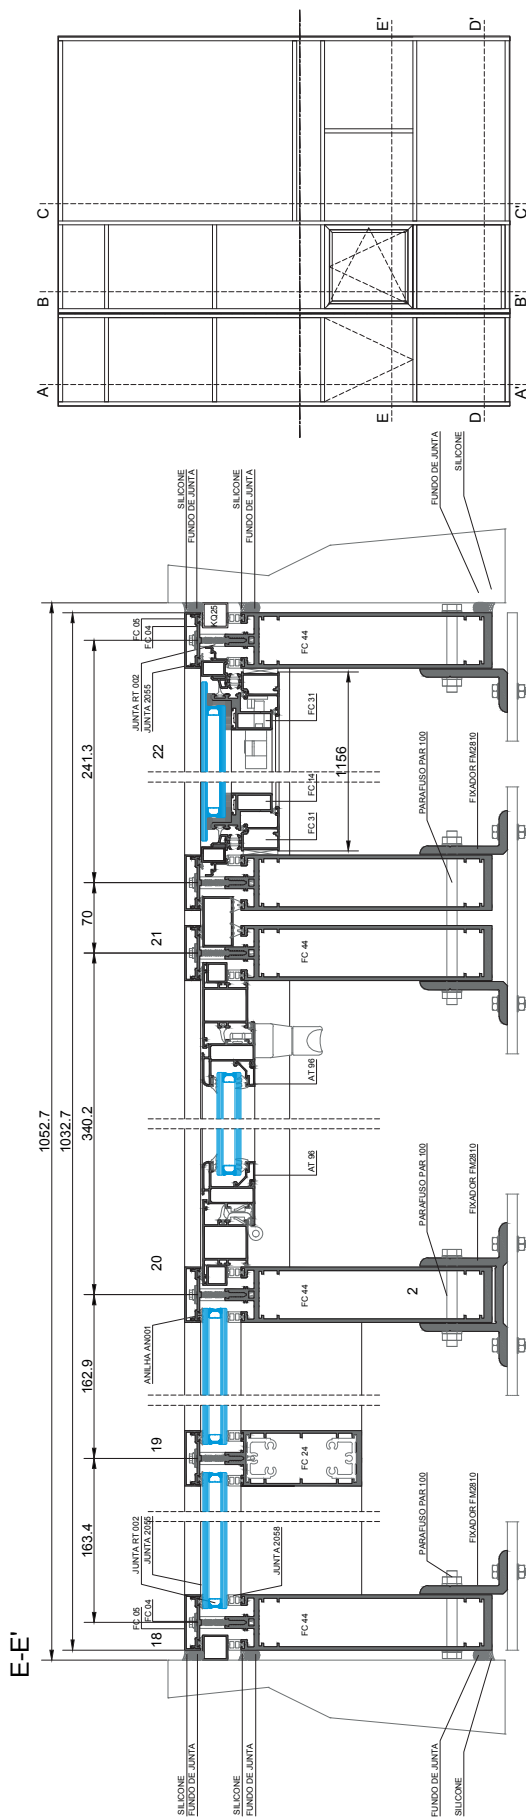 E-E'
1052.7
1032.7
163.4
162.9
340.2
70
241.3
18
19
20
21
22
SILICONE
FUNDO DE JUNTA
SILICONE
FUNDO DE JUNTA
FC 05
FC 04
JUNTA RT 002
JUNTA 2055
JUNTA 2058
ANILHA AN001
FC 44
FC 24
FC 44
2
AT 96
AT 96
FC 44
FC 31
FC 14
FC 31
1156
FC 44
KQ25
JUNTA RT 002
JUNTA 2055
FC 05
FC 04
SILICONE
FUNDO DE JUNTA
SILICONE
FUNDO DE JUNTA
FUNDO DE JUNTA
SILICONE
PARAFUSO PAR 100
FIXADOR FM2810
PARAFUSO PAR 100
FIXADOR FM2810
PARAFUSO PAR 100
FIXADOR FM2810
FUNDO DE JUNTA
SILICONE
A
B
C
A'
B'
C'
E
E'
D
D'